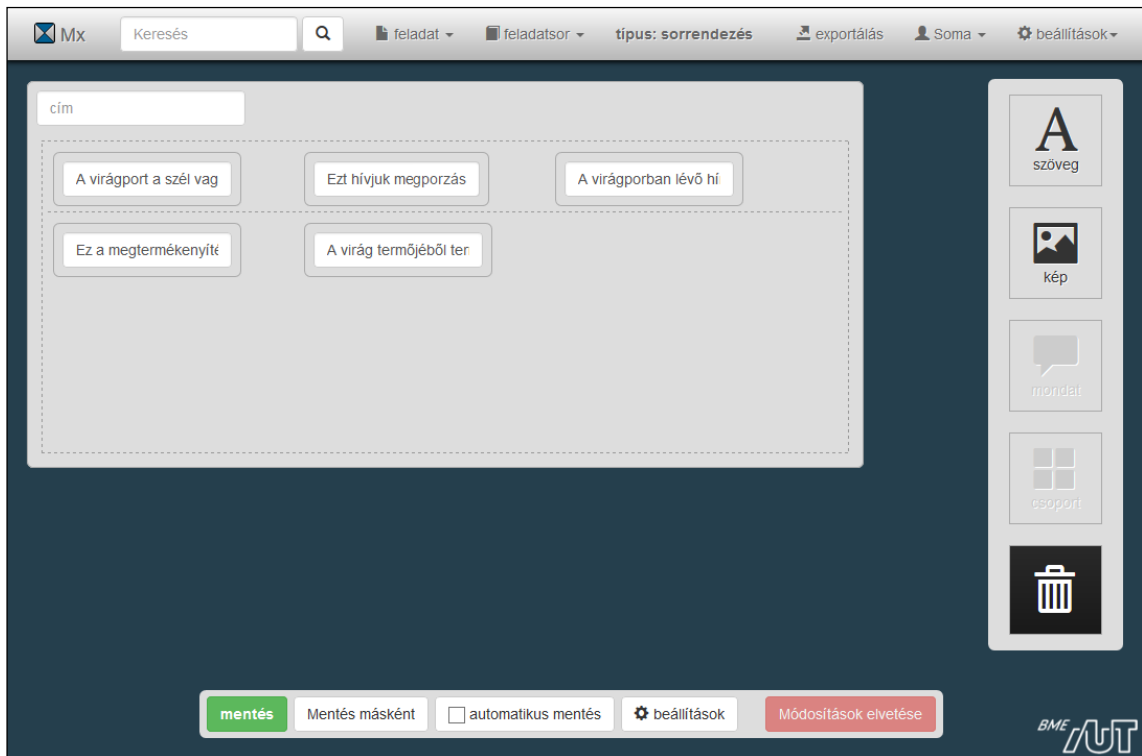 Mx Keresés feladat feladatsor típus: sorrendezés exportálás Soma beállítások
cím
A virágport a szél vag Ezt hívjuk megporzás A virágporban lévő hí
Ez a megtermékenyíté A virág termőjéből ter
A
szöveg
kép
mondat
csoport
mentés Mentés másként automatikus mentés beállítások Módosítások elvetése
BME AUT